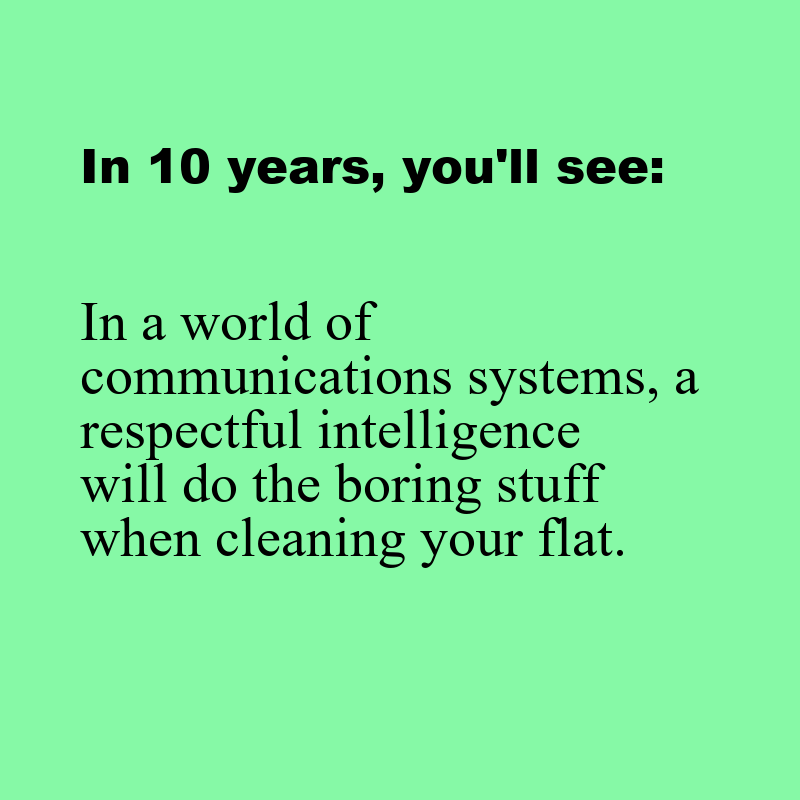 In 10 years, you'll see:
In a world of
communications systems, a
respectful intelligence
will do the boring stuff
when cleaning your flat.